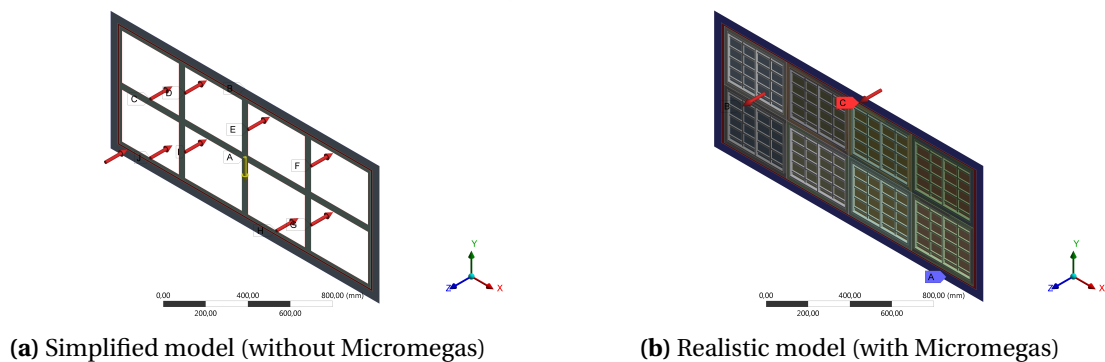 B
C
D
E
J
I
A
F
H
G
Y
Z
X
0,00
400,00
800,00 (mm)
200,00
600,00
(a) Simplified model (without Micromegas)
B
C
A
Y
Z
X
0,00
400,00
800,00 (mm)
200,00
600,00
(b) Realistic model (with Micromegas)